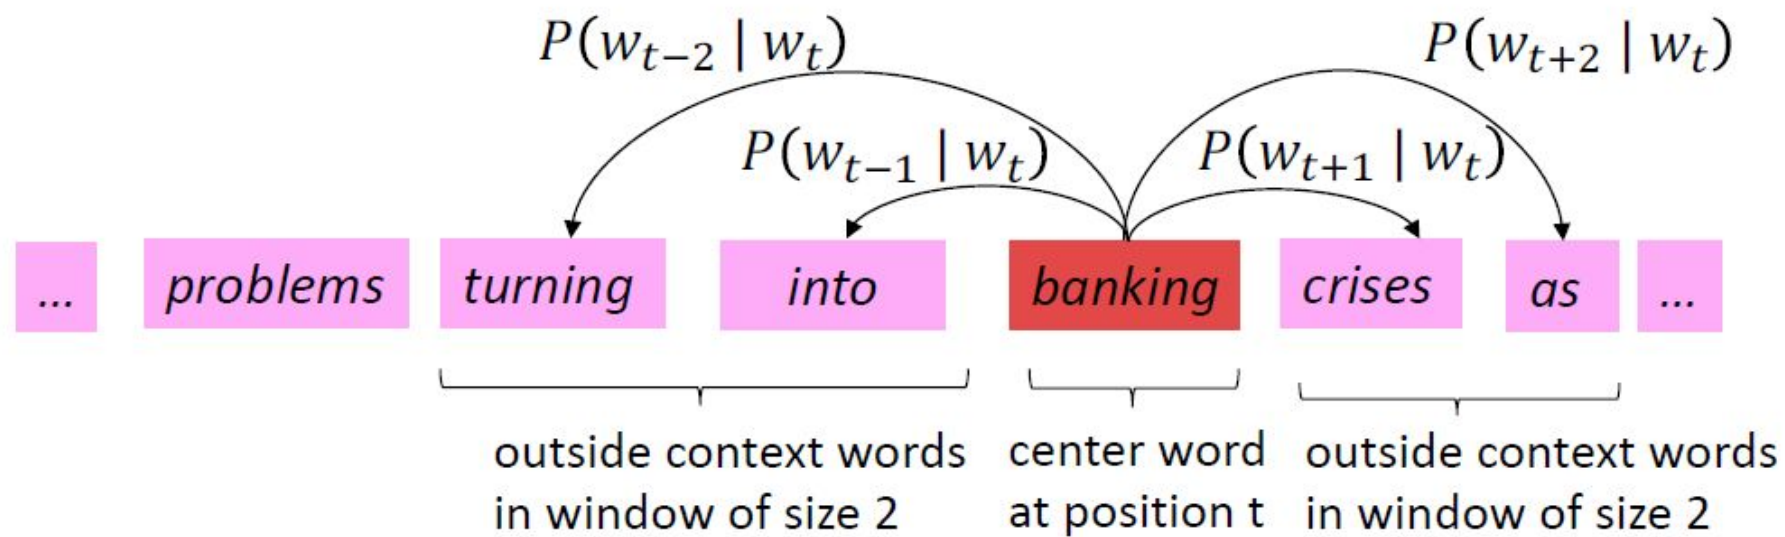 P(w_{t-2} | w_t)
P(w_{t+2} | w_t)
P(w_{t-1} | w_t)
P(w_{t+1} | w_t)
... problems turning into banking crises as ...
outside context words
in window of size 2
center word
at position t
outside context words
in window of size 2